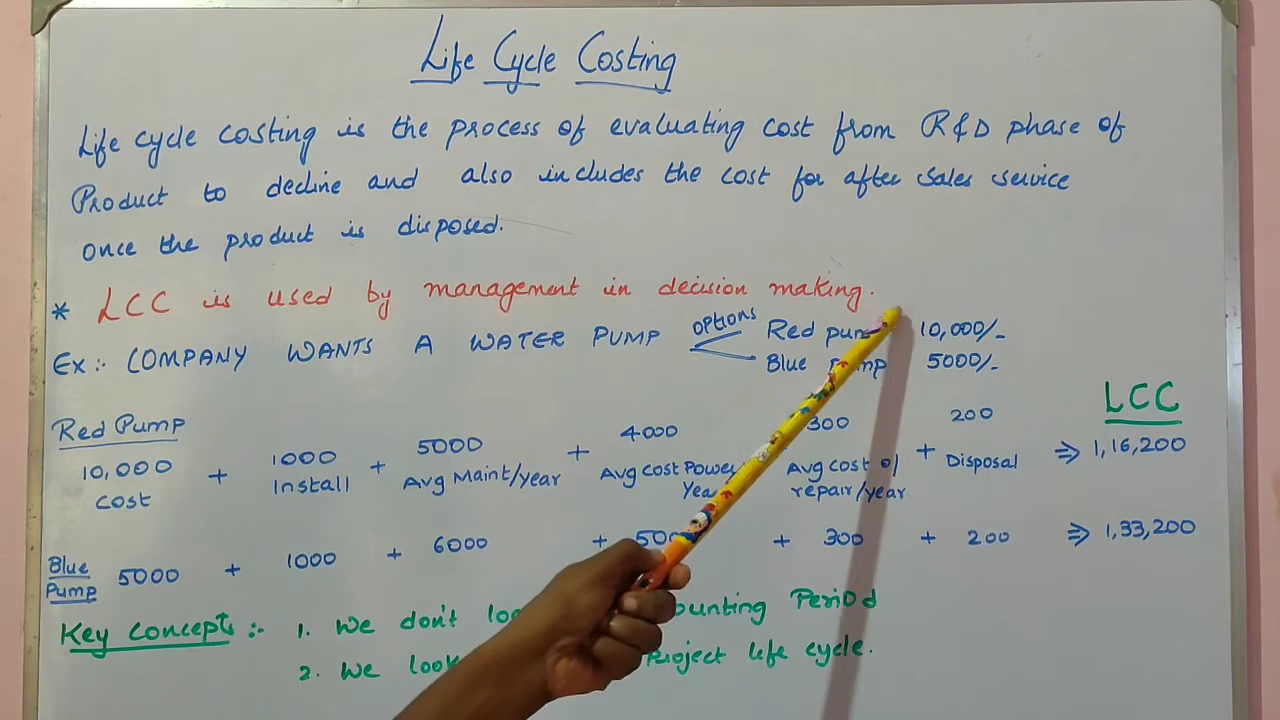 Life Cycle Costing
Life cycle costing is the process of evaluating cost from R&D phase of
Product to decline and also includes the cost for after sales service
once the product is disposed.
* LCC is used by management in decision making.
Ex:- COMPANY WANTS A WATER PUMP options Red 10,000/-
Blue 5000/-
LCC
Red Pump
10,000 + 1000 + 5000 + 4000 300 + 200 ⇒ 1,16,200
Cost Install Avg Maint/year Avg cost Power Avg cost of Disposal
repair/year
Blue Pump 5000 + 1000 + 6000 + + 300 + 200 ⇒ 1,33,200
Key Concepts :- 1. We don't Period
2. We look Project life cycle.